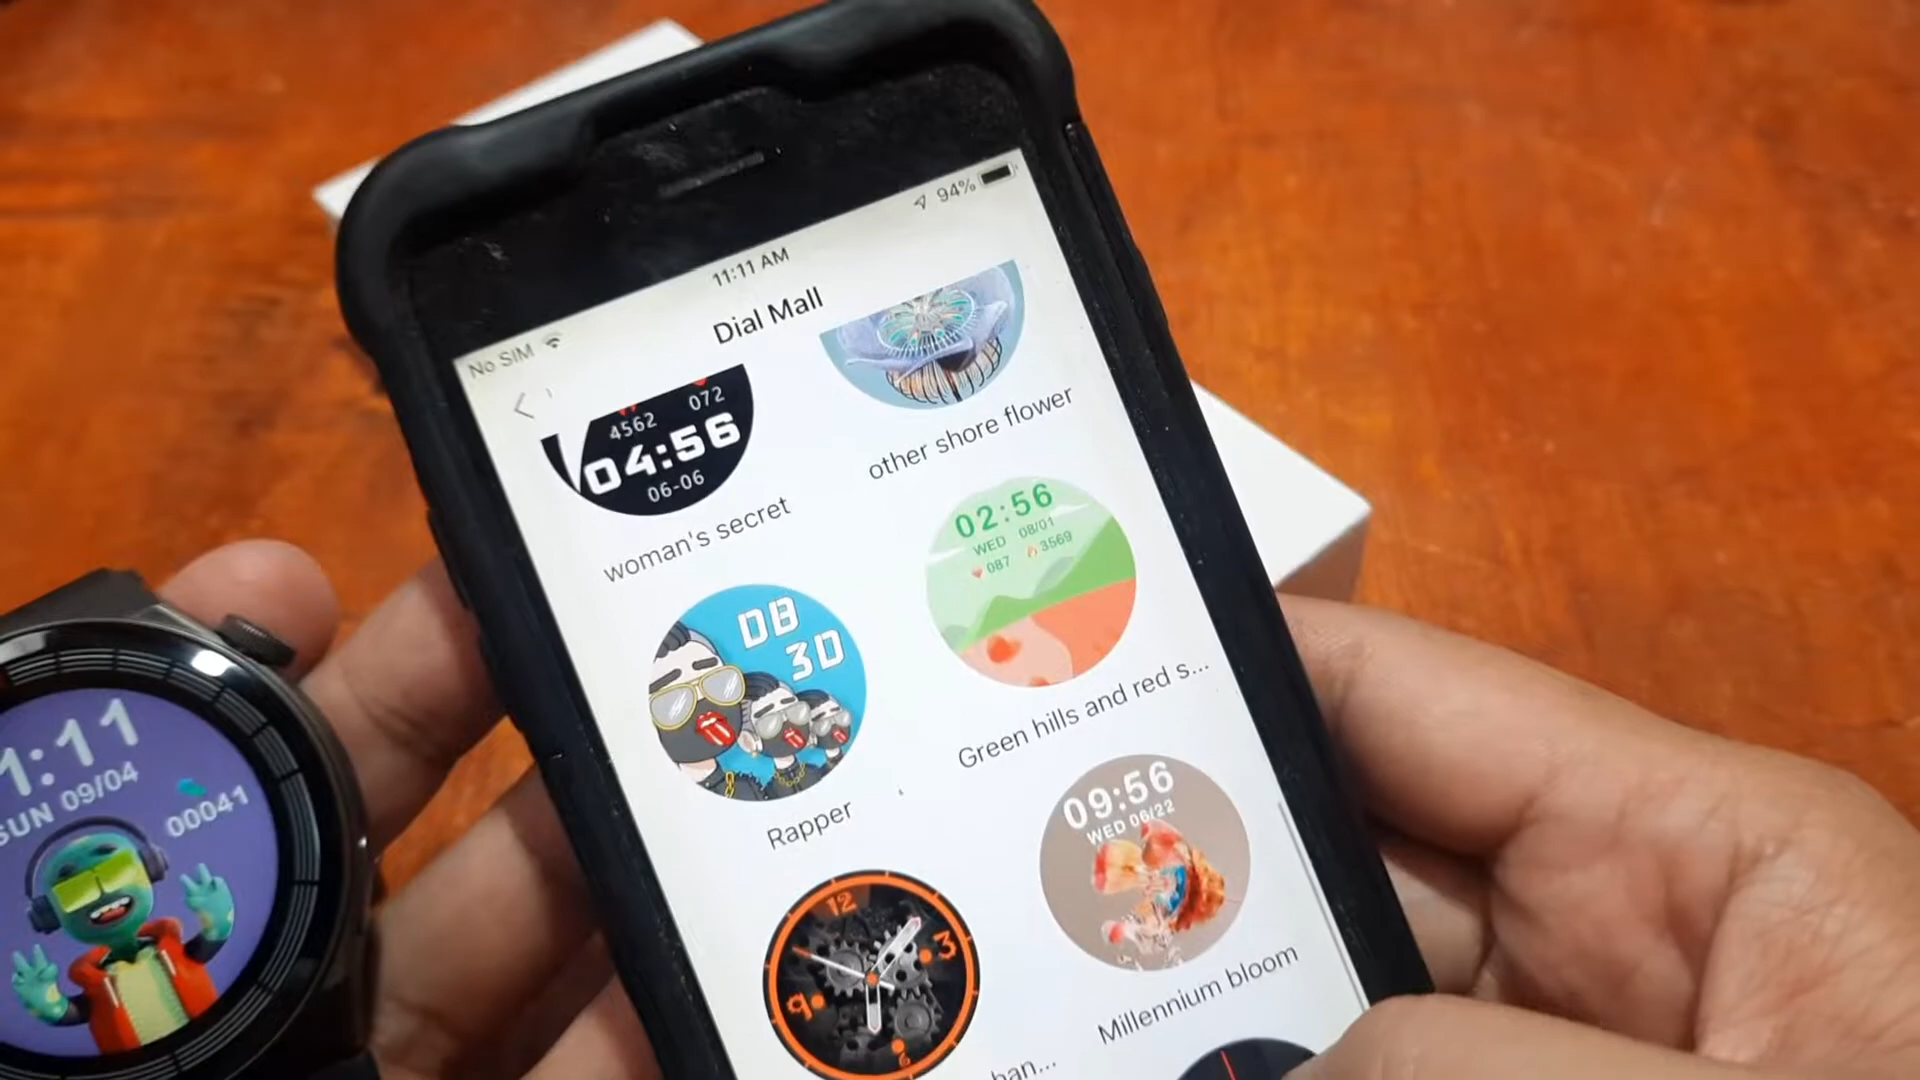 No SIM
11:11 AM
94%
Dial Mall
4562
072
04:56
06-06
woman's secret
other shore flower
DB
3D
Rapper
02:56
WED 08/01
087 3569
Green hills and red s...
12
3
6
9
09:56
WED 06/22
Millennium bloom
han...
1:11
SUN 09/04
00041